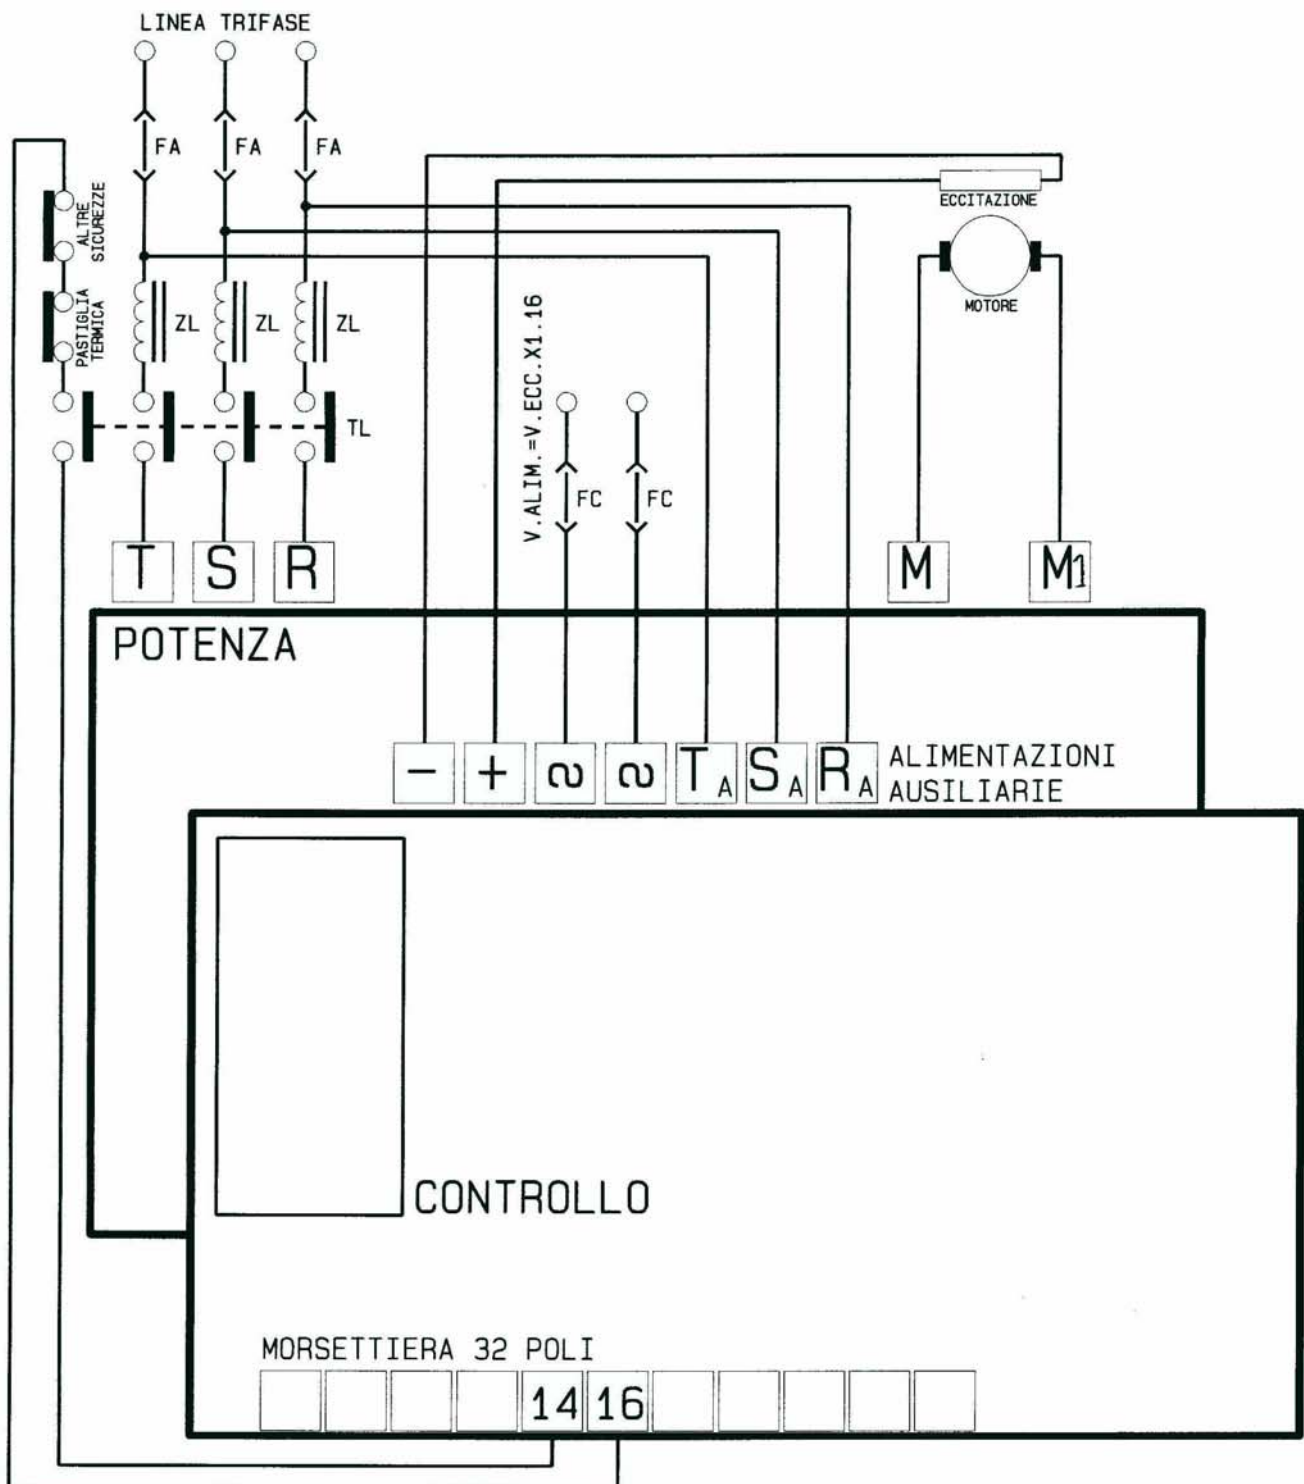 LINEA TRIFASE
FA FA FA
ALTRE
SICUREZZE
ECCITAZIONE
MOTORE
PASTIGLIA
TERMICA
ZL ZL ZL
V.ALIM.=V.ECC.X1.16
TL
FC FC
T S R M M1
POTENZA
- + ~ ~ TA SA RA
ALIMENTAZIONI
AUSILIARIE
CONTROLLO
MORSETTIERA 32 POLI
14 16